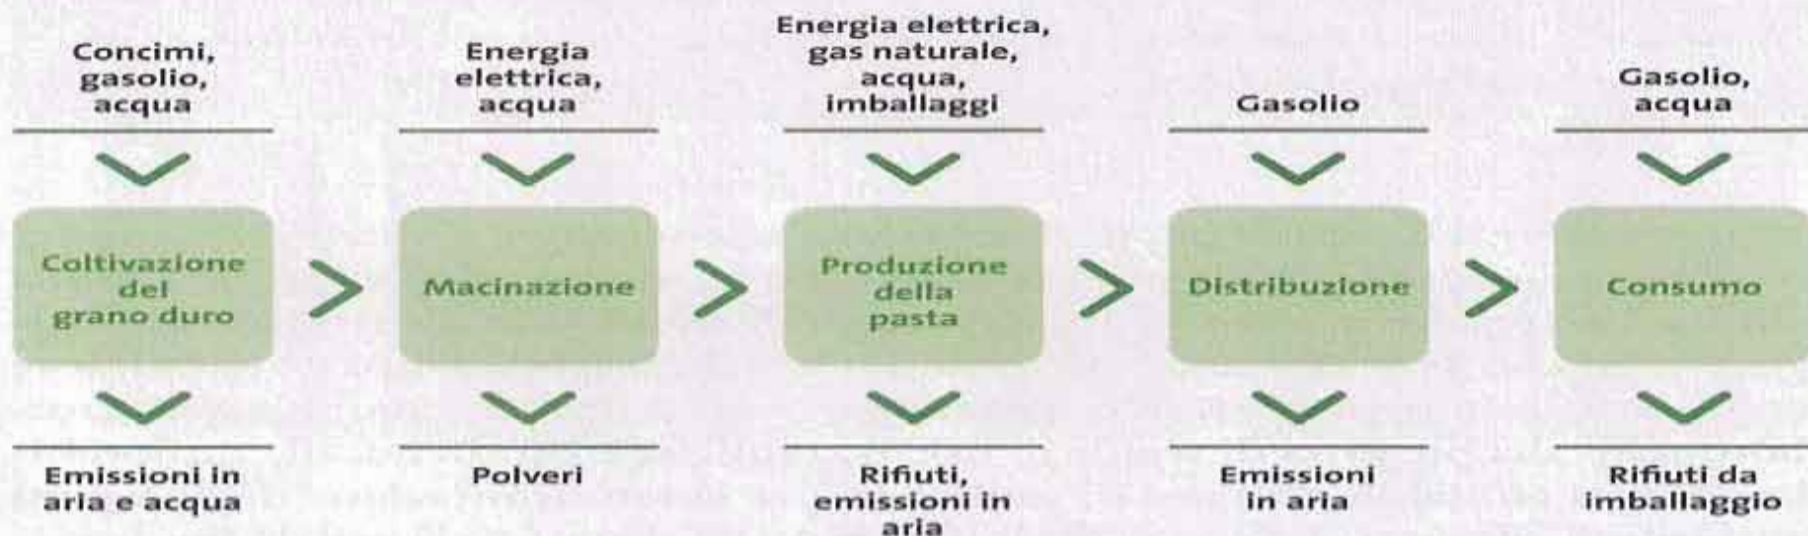 Concimi,
gasolio,
acqua
Energia
elettrica,
acqua
Energia elettrica,
gas naturale,
acqua,
imballaggi
Gasolio
Gasolio,
acqua
Coltivazione
del
grano duro
Macinazione
Produzione
della
pasta
Distribuzione
Consumo
Emissioni in
aria e acqua
Polveri
Rifiuti,
emissioni in
aria
Emissioni
in aria
Rifiuti da
imballaggio